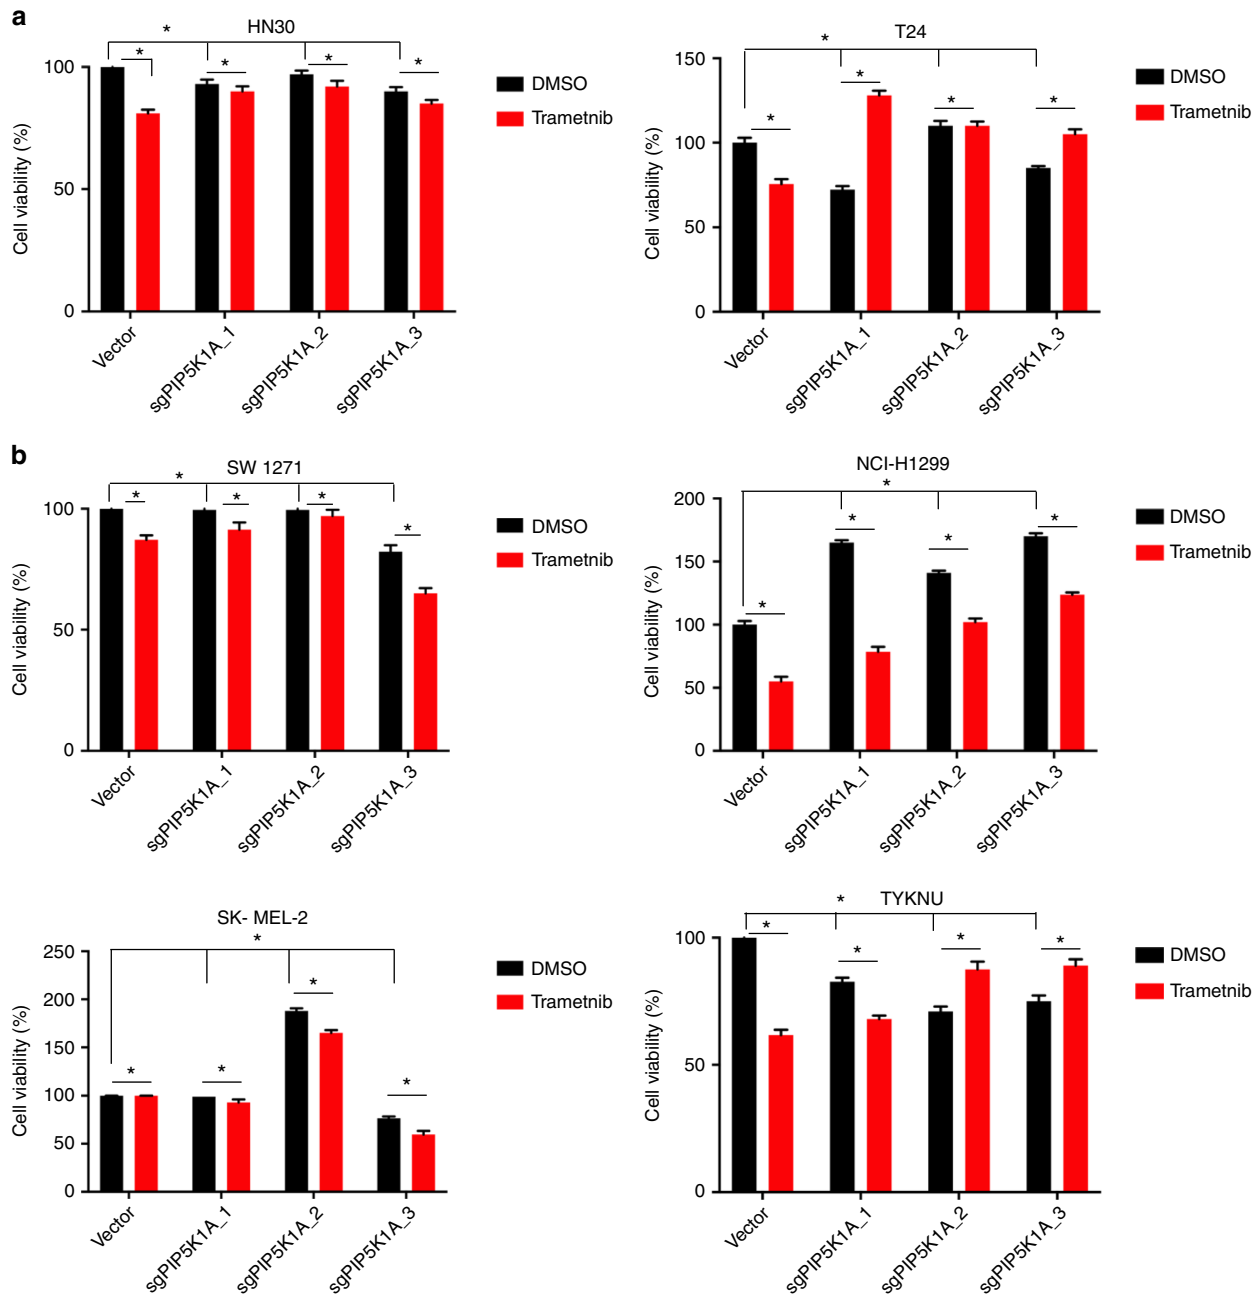 a
HN30
*
*
*
*
*
100
50
0
Cell viability (%)
DMSO
Trametnib
Vector
sgPIP5K1A_1
sgPIP5K1A_2
sgPIP5K1A_3
T24
*
*
*
*
*
150
100
50
0
Cell viability (%)
DMSO
Trametnib
Vector
sgPIP5K1A_1
sgPIP5K1A_2
sgPIP5K1A_3
b
SW 1271
*
*
*
*
*
100
50
0
Cell viability (%)
DMSO
Trametnib
Vector
sgPIP5K1A_1
sgPIP5K1A_2
sgPIP5K1A_3
NCI-H1299
*
*
*
*
*
200
150
100
50
0
Cell viability (%)
DMSO
Trametnib
Vector
sgPIP5K1A_1
sgPIP5K1A_2
sgPIP5K1A_3
SK- MEL-2
*
*
*
*
*
250
200
150
100
50
0
Cell viability (%)
DMSO
Trametnib
Vector
sgPIP5K1A_1
sgPIP5K1A_2
sgPIP5K1A_3
TYKNU
*
*
*
*
*
100
50
0
Cell viability (%)
DMSO
Trametnib
Vector
sgPIP5K1A_1
sgPIP5K1A_2
sgPIP5K1A_3